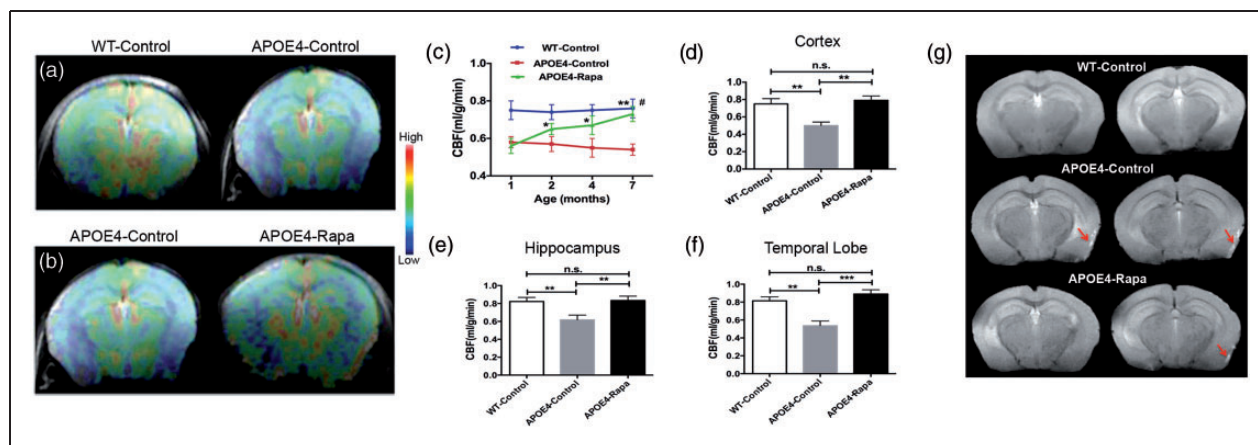 WT-Control APOE4-Control
(a)
High
Low
APOE4-Control APOE4-Rapa
(b)
(c)
WT-Control
APOE4-Control
APOE4-Rapa
CBF(ml/g/min)
1.0
0.8
0.6
0.4
* * ** #
1 2 4 7
Age (months)
(d)
Cortex
n.s.
** **
CBF(ml/g/min)
1.0
0.8
0.6
0.4
0.2
0.0
WT-Control
APOE4-Control
APOE4-Rapa
(e)
Hippocampus
n.s.
** **
CBF(ml/g/min)
1.0
0.8
0.6
0.4
0.2
0.0
WT-Control
APOE4-Control
APOE4-Rapa
(f)
Temporal Lobe
n.s.
** ***
CBF(ml/g/min)
1.0
0.8
0.6
0.4
0.2
0.0
WT-Control
APOE4-Control
APOE4-Rapa
(g)
WT-Control
APOE4-Control
APOE4-Rapa